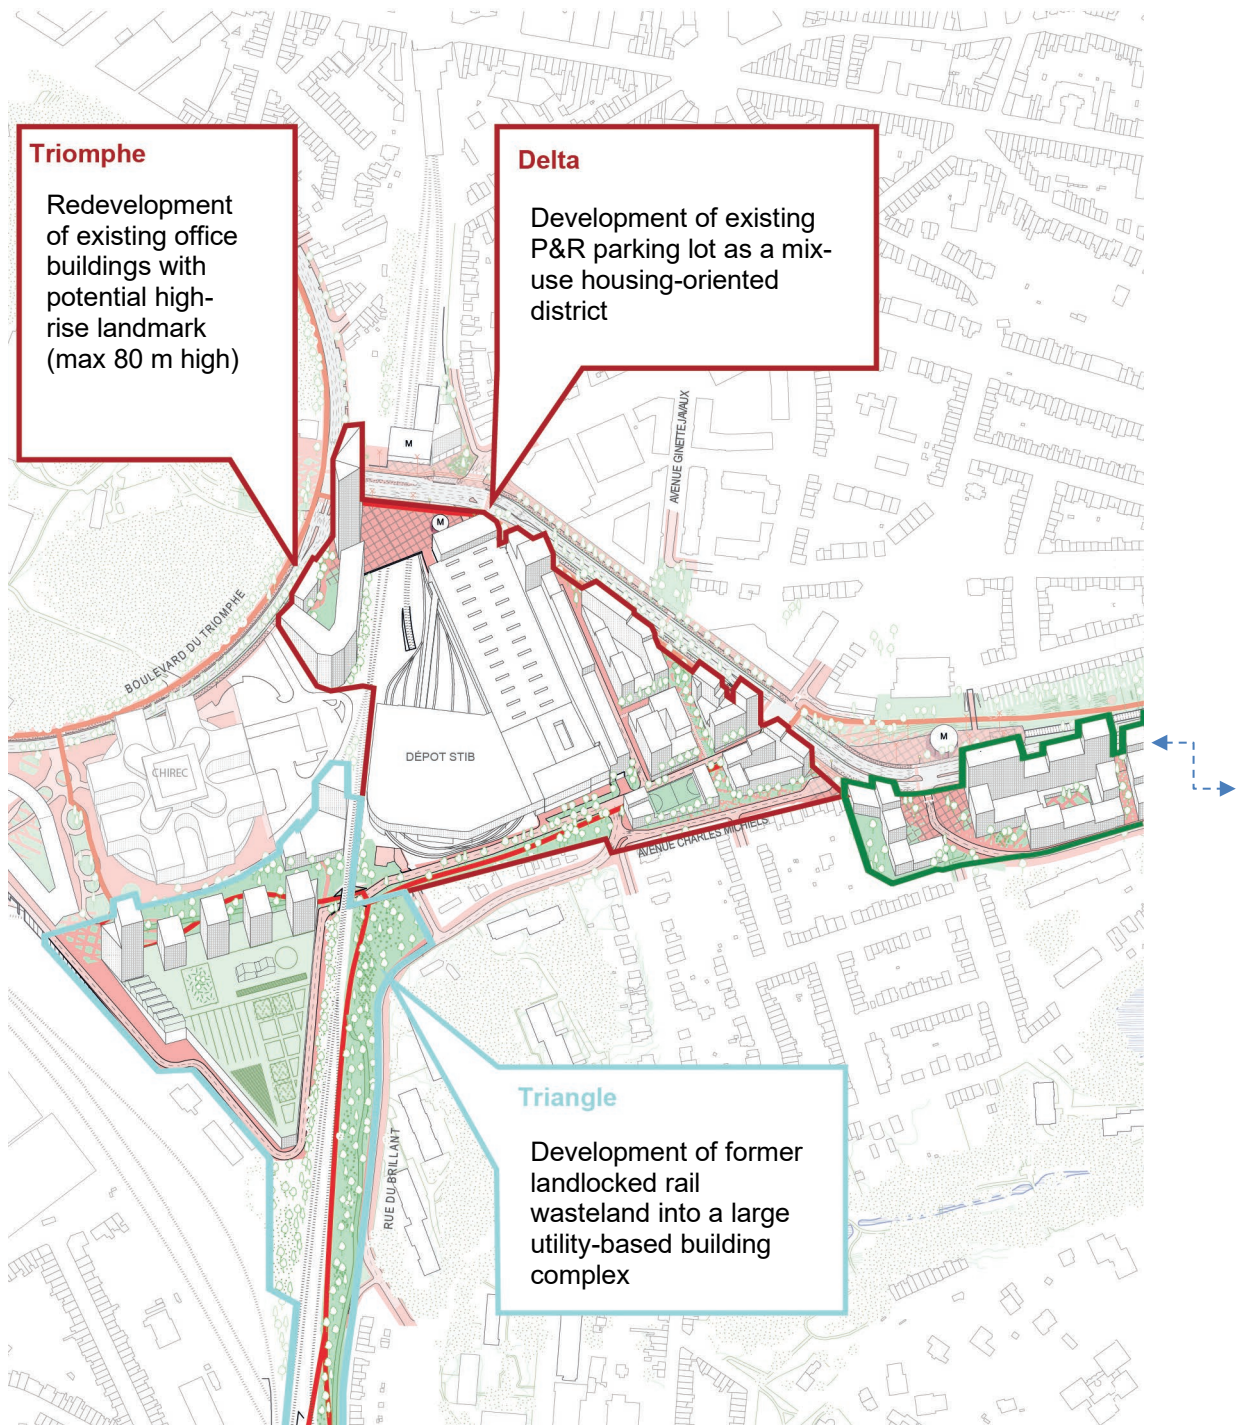 Triomphe
Redevelopment
of existing office
buildings with
potential high-
rise landmark
(max 80 m high)
Delta
Development of existing
P&R parking lot as a mix-
use housing-oriented
district
M
M
AVENUE GINETTE JAVAUX
BOULEVARD DU TRIOMPHE
M
DÉPOT STIB
CHIREC
AVENUE CHARLES MICHIELS
RUE DU BRILLANT
Triangle
Development of former
landlocked rail
wasteland into a large
utility-based building
complex